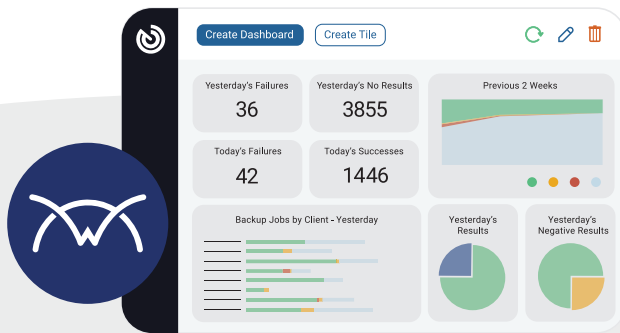 Create Dashboard
Create Tile
Yesterday's Failures
36
Yesterday's No Results
3855
Previous 2 Weeks
Today's Failures
42
Today's Successes
1446
Backup Jobs by Client - Yesterday
Yesterday's
Results
Yesterday's
Negative Results